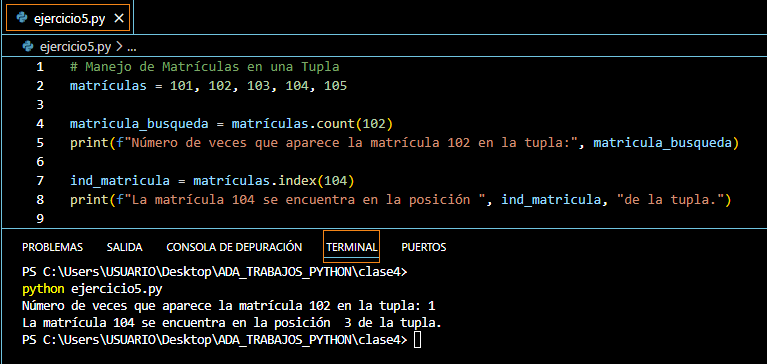 ejercicio5.py ×
ejercicio5.py > ...
1 # Manejo de Matrículas en una Tupla
2 matrículas = 101, 102, 103, 104, 105
3
4 matricula_busqueda = matrículas.count(102)
5 print(f"Número de veces que aparece la matrícula 102 en la tupla:", matricula_busqueda)
6
7 ind_matricula = matrículas.index(104)
8 print(f"La matrícula 104 se encuentra en la posición ", ind_matricula, "de la tupla.")
9
PROBLEMAS SALIDA CONSOLA DE DEPURACIÓN TERMINAL PUERTOS
PS C:\Users\USUARIO\Desktop\ADA_TRABAJOS_PYTHON\clase4>
python ejercicio5.py
Número de veces que aparece la matrícula 102 en la tupla: 1
La matrícula 104 se encuentra en la posición  3 de la tupla.
PS C:\Users\USUARIO\Desktop\ADA_TRABAJOS_PYTHON\clase4>